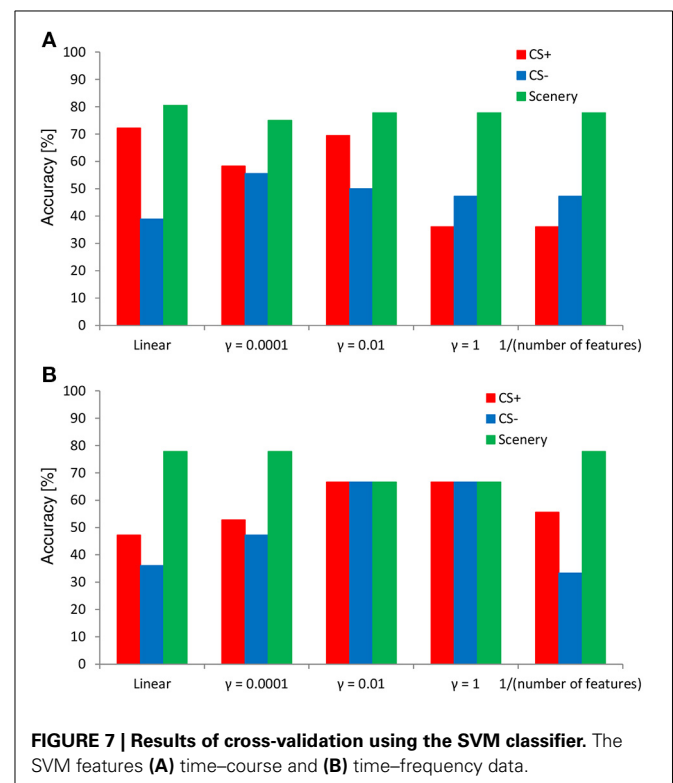 A
100
90
80
70
60
50
40
30
20
10
0
Accuracy [%]
CS+
CS-
Scenery
Linear γ = 0.0001 γ = 0.01 γ = 1 1/(number of features)
B
100
90
80
70
60
50
40
30
20
10
0
Accuracy [%]
CS+
CS-
Scenery
Linear γ = 0.0001 γ = 0.01 γ = 1 1/(number of features)
FIGURE 7 | Results of cross-validation using the SVM classifier. The
SVM features (A) time–course and (B) time–frequency data.